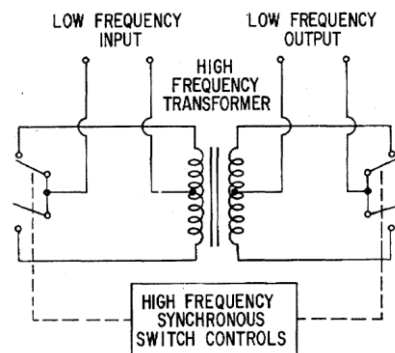 LOW FREQUENCY
INPUT
LOW FREQUENCY
OUTPUT
HIGH
FREQUENCY
TRANSFORMER
HIGH FREQUENCY
SYNCHRONOUS
SWITCH CONTROLS